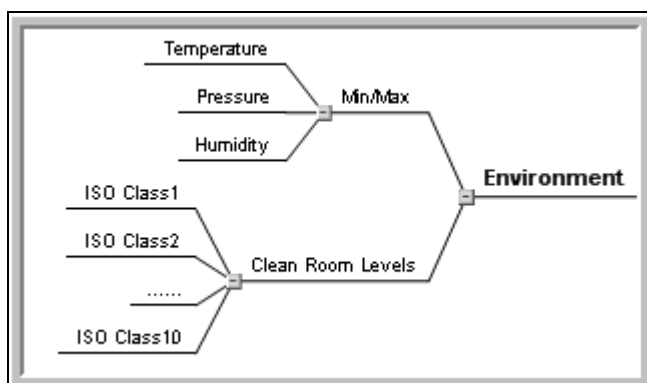 Temperature
Pressure
Min/Max
Humidity
Environment
ISO Class1
ISO Class2
Clean Room Levels
......
ISO Class10